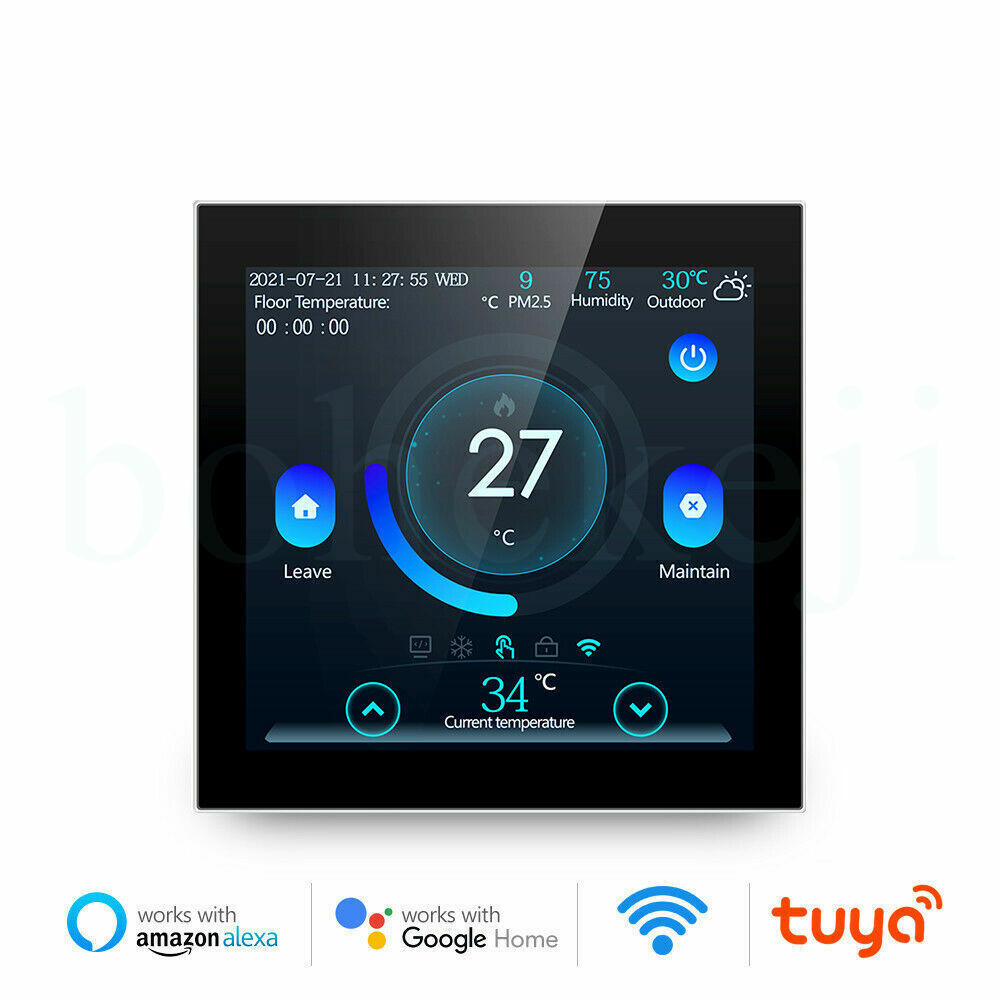 2021-07-21 11:27:55 WED
9
75
30℃
Floor Temperature:
°C PM2.5
Humidity
Outdoor
00:00:00
27
°C
Leave
Maintain
bohekeji
34 °C
Current temperature
works with
amazon alexa
works with
Google Home
tuya